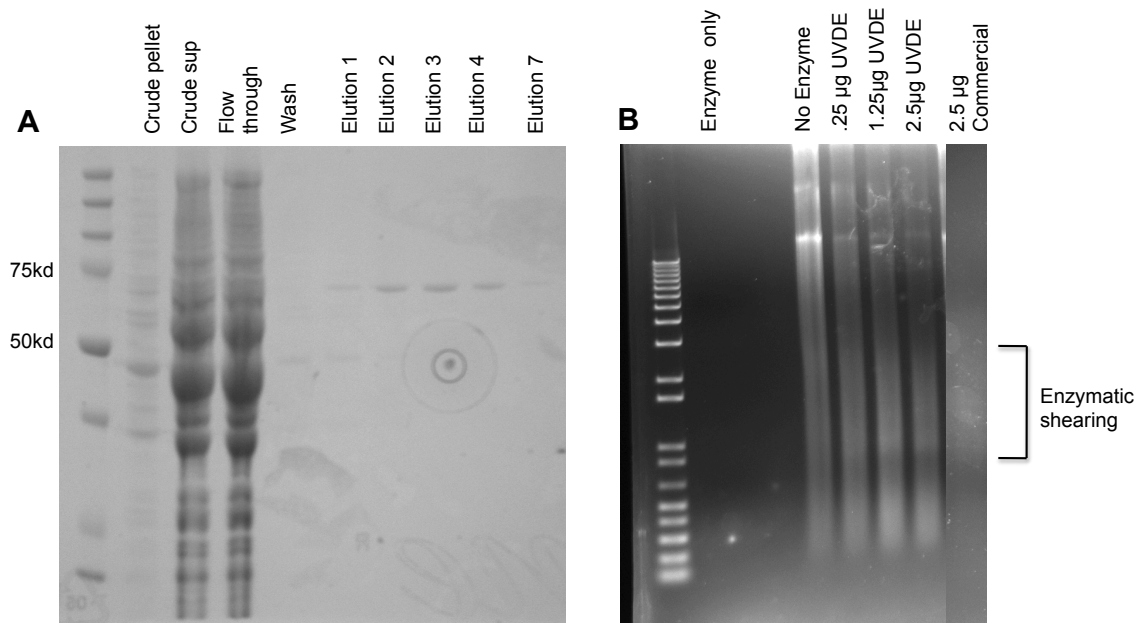 A
Crude pellet
Crude sup
Flow
through
Wash
Elution 1
Elution 2
Elution 3
Elution 4
Elution 7
75kd
50kd
B
Enzyme only
No Enzyme
.25 µg UVDE
1.25µg UVDE
2.5µg UVDE
2.5 µg
Commercial
Enzymatic
shearing